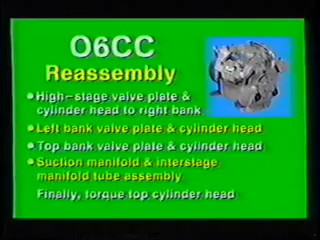 06CC
Reassembly
•High-stage valve plate &
cylinder head to right bank
•Left bank valve plate & cylinder head
•Top bank valve plate & cylinder head
•Suction manifold & interstage
manifold tube assembly
Finally, torque top cylinder head